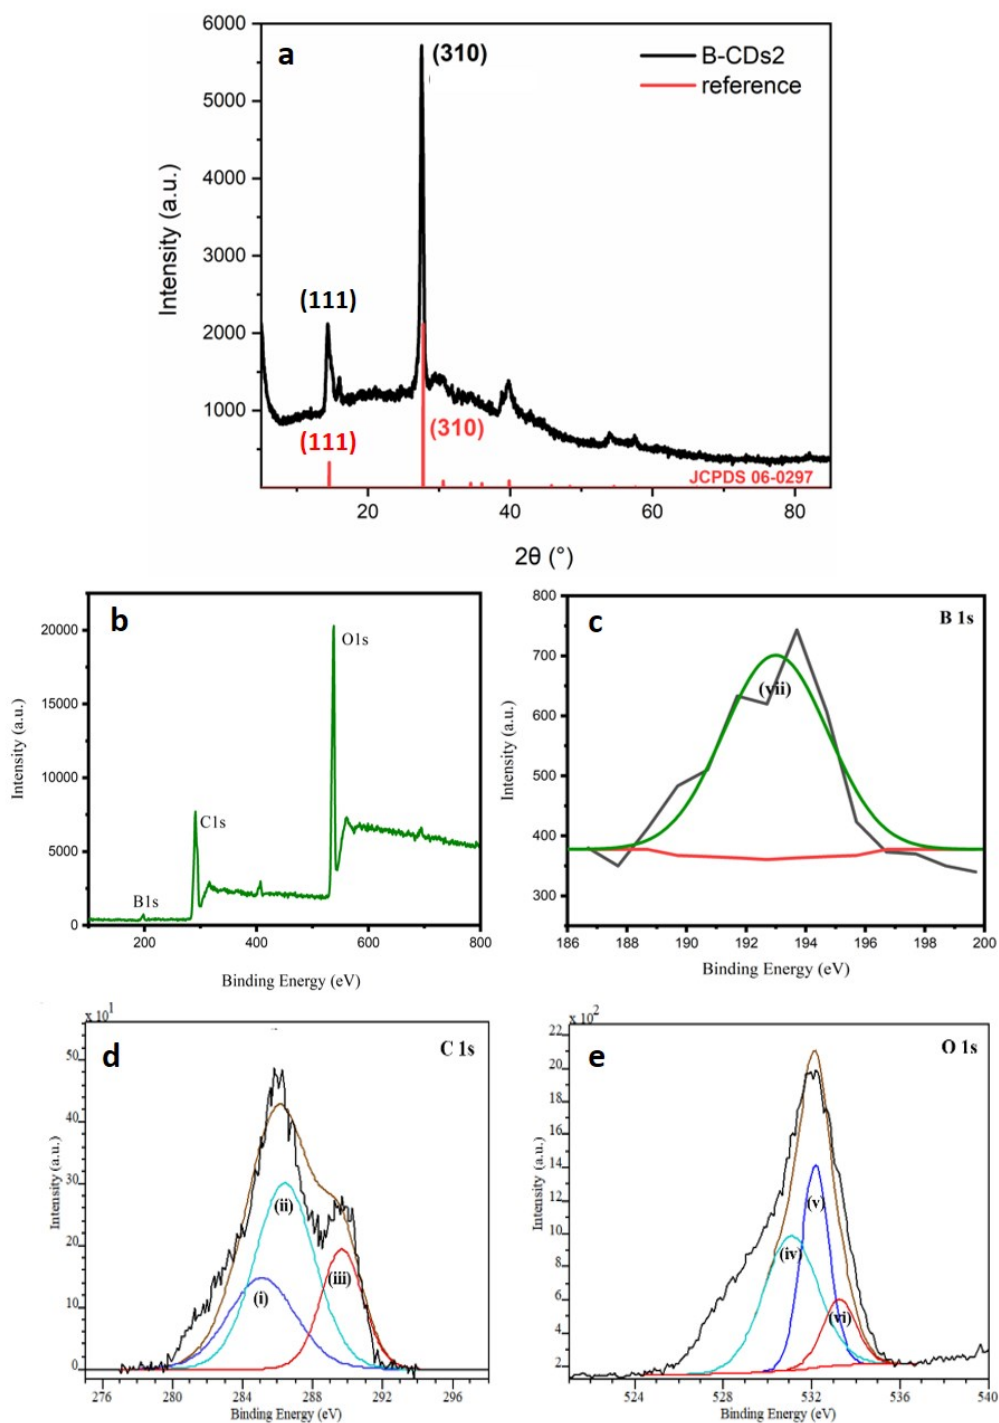 a
6000
5000
4000
3000
2000
1000
Intensity (a.u.)
(310)
B-CDs2
reference
(111)
(111)
(310)
JCPDS 06-0297
20
40
60
80
2θ (°)
b
20000
15000
10000
5000
0
Intensity (a.u.)
O1s
C1s
B1s
200
400
600
800
Binding Energy (eV)
c
B 1s
800
700
600
500
400
300
Intensity (a.u.)
(vii)
186
188
190
192
194
196
198
200
Binding Energy (eV)
x 10^1
d
C 1s
50
40
30
20
10
0
Intensity (a.u.)
(ii)
(iii)
(i)
276
280
284
288
292
296
Binding Energy (eV)
x 10^2
e
O 1s
22
20
18
16
14
12
10
8
6
4
2
Intensity (a.u.)
(v)
(iv)
(vi)
524
528
532
536
540
Binding Energy (eV)